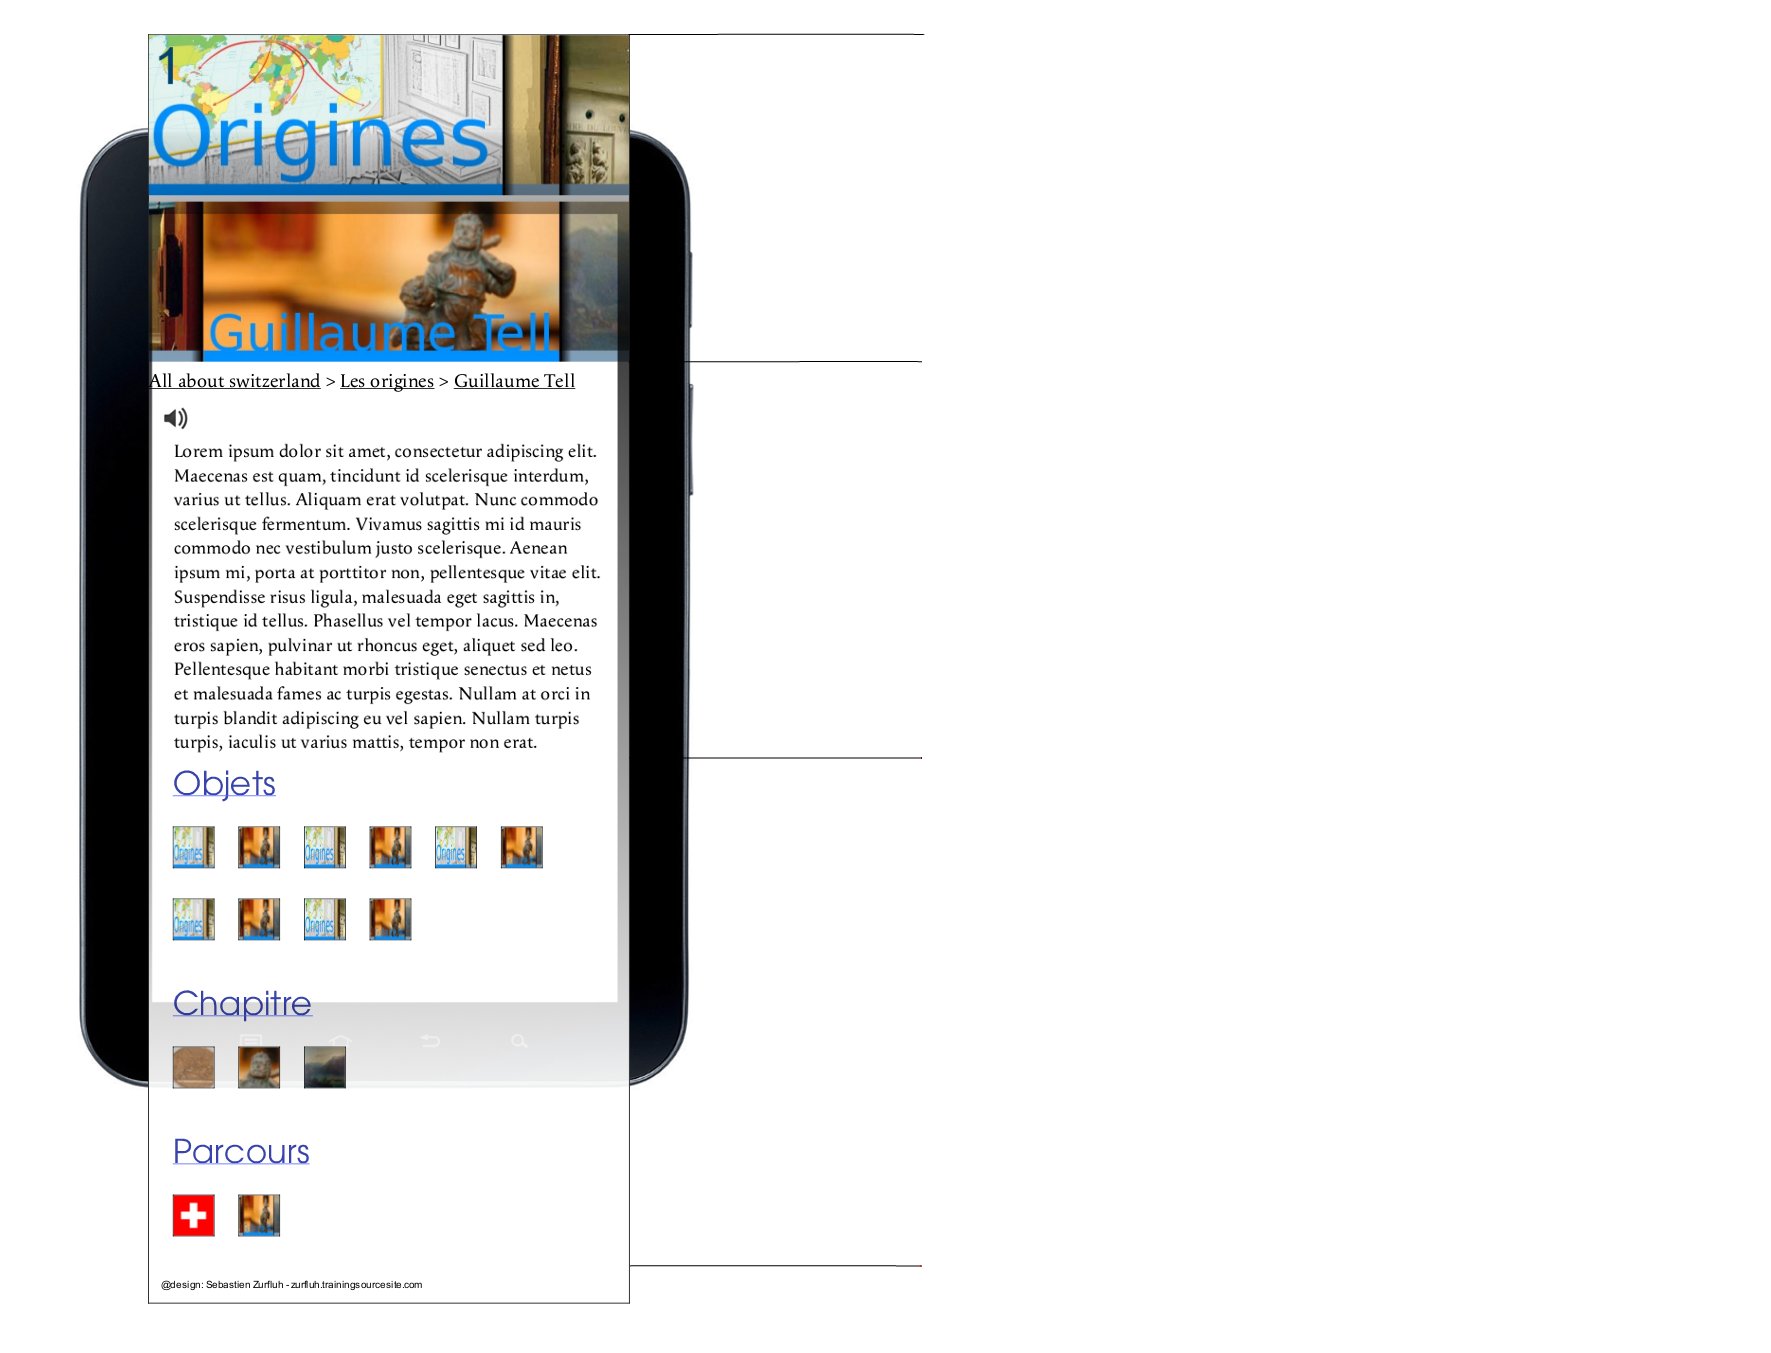 1
Origines
Guillaume Tell
All about switzerland > Les origines > Guillaume Tell
Lorem ipsum dolor sit amet, consectetur adipiscing elit.
Maecenas est quam, tincidunt id scelerisque interdum,
varius ut tellus. Aliquam erat volutpat. Nunc commodo
scelerisque fermentum. Vivamus sagittis mi id mauris
commodo nec vestibulum justo scelerisque. Aenean
ipsum mi, porta at porttitor non, pellentesque vitae elit.
Suspendisse risus ligula, malesuada eget sagittis in,
tristique id tellus. Phasellus vel tempor lacus. Maecenas
eros sapien, pulvinar ut rhoncus eget, aliquet sed leo.
Pellentesque habitant morbi tristique senectus et netus
et malesuada fames ac turpis egestas. Nullam at orci in
turpis blandit adipiscing eu vel sapien. Nullam turpis
turpis, iaculis ut varius mattis, tempor non erat.
Objets
Origines Origines Origines
Origines Origines
Chapitre
Parcours
@design: Sebastien Zurfluh - zurfluh.trainingsourcesite.com